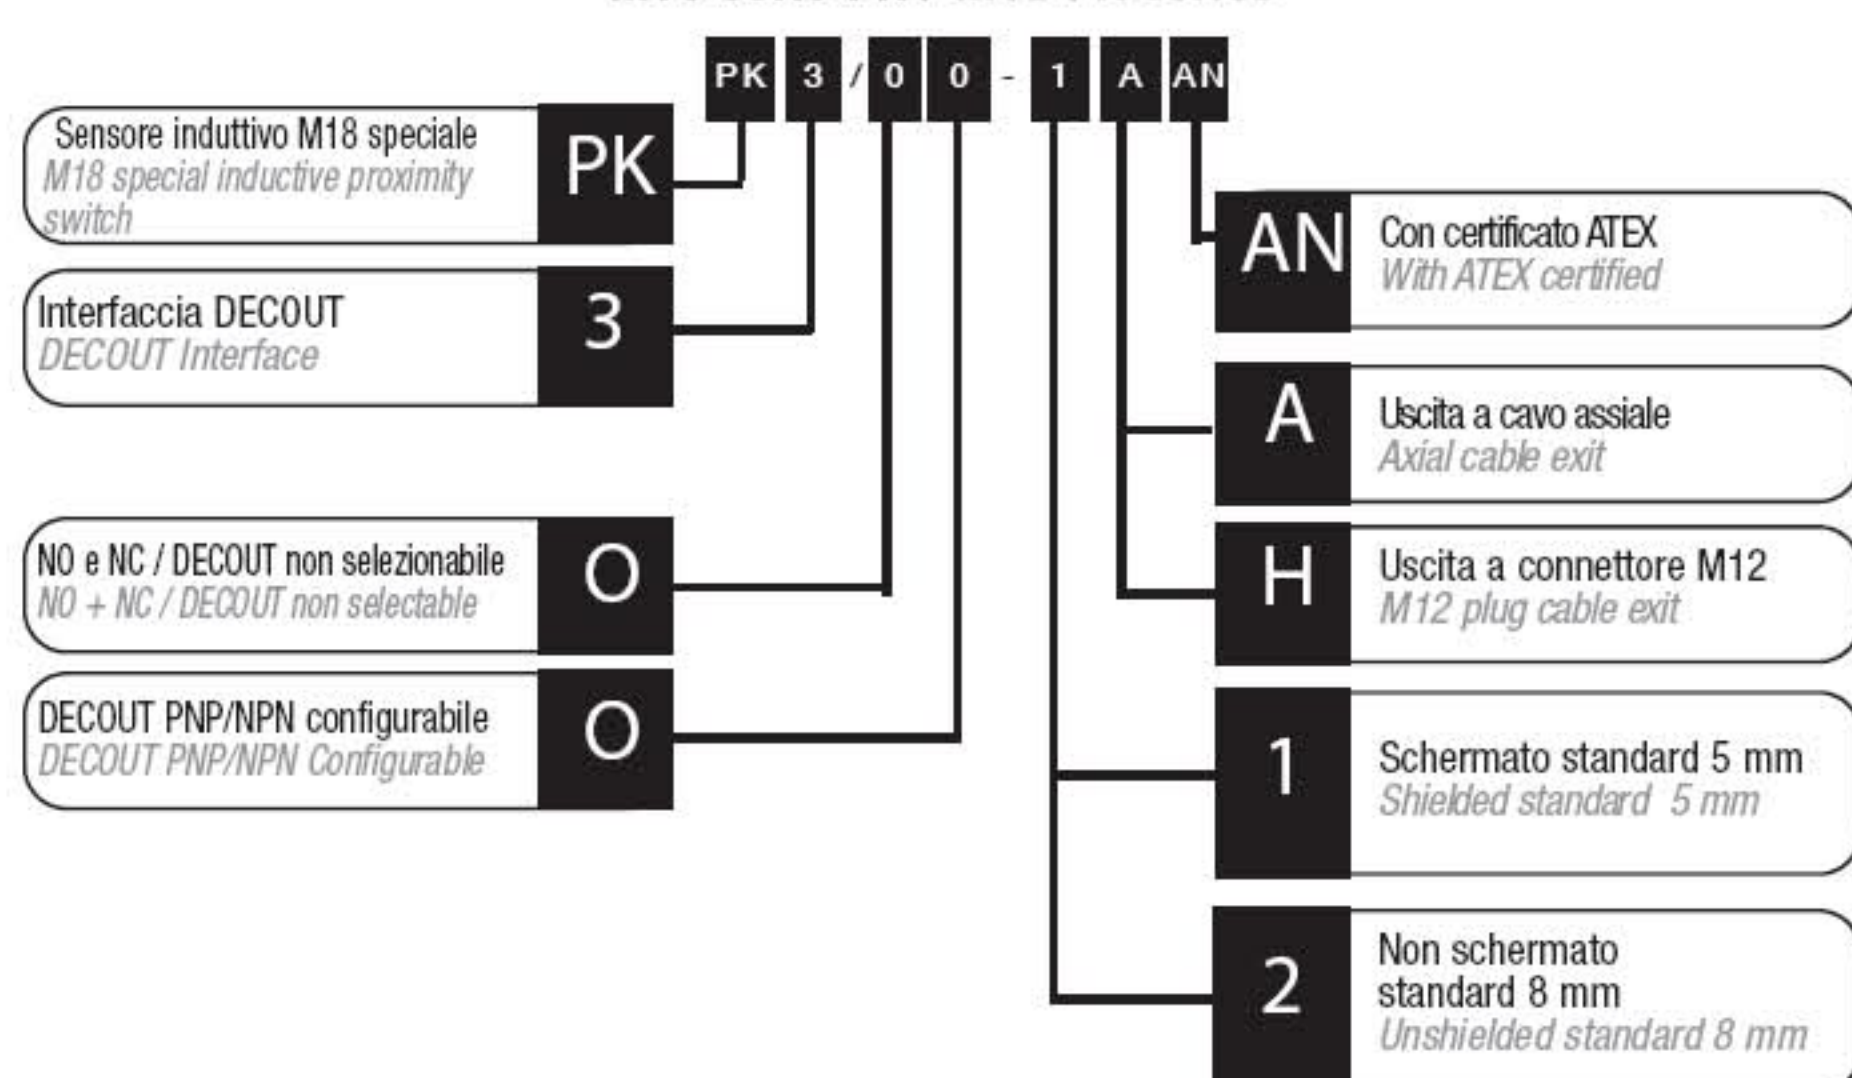 PK 3 / 0 0 - 1 A AN
Sensore induttivo M18 speciale
M18 special inductive proximity
switch
PK
Interfaccia DECOUT
DECOUT Interface
3
NO e NC / DECOUT non selezionabile
NO + NC / DECOUT non selectable
O
DECOUT PNP/NPN configurabile
DECOUT PNP/NPN Configurable
O
AN
Con certificato ATEX
With ATEX certified
A
Uscita a cavo assiale
Axial cable exit
H
Uscita a connettore M12
M12 plug cable exit
1
Schermato standard 5 mm
Shielded standard 5 mm
2
Non schermato
standard 8 mm
Unshielded standard 8 mm